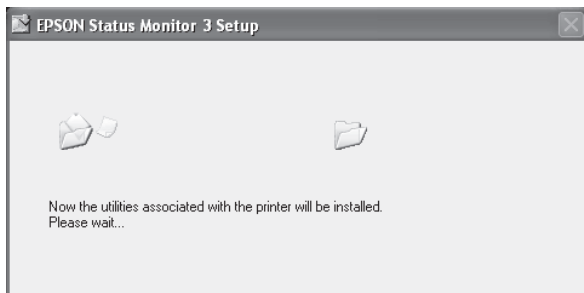 EPSON Status Monitor 3 Setup
Now the utilities associated with the printer will be installed.
Please wait...